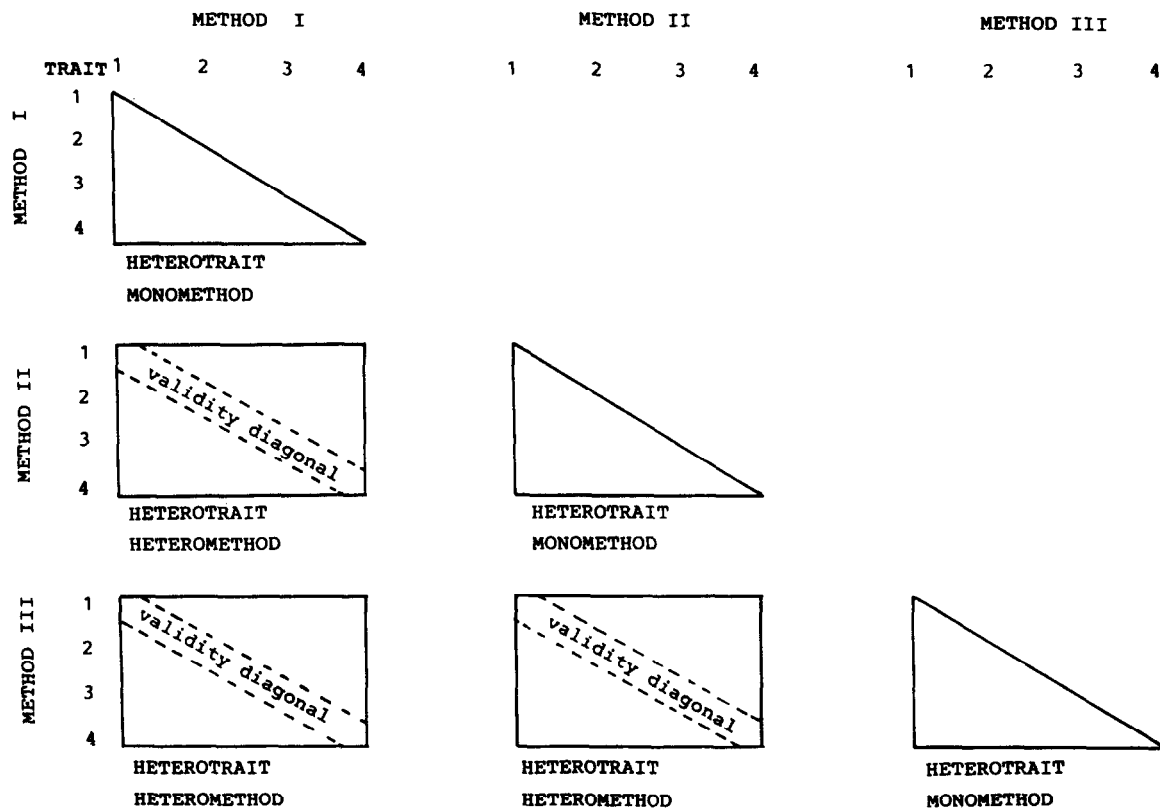 METHOD I METHOD II METHOD III
TRAIT 1 2 3 4 1 2 3 4 1 2 3 4
METHOD I
1
2
3
4
HETEROTRAIT
MONOMETHOD
METHOD II
1
2
3
4
validity diagonal
HETEROTRAIT HETEROTRAIT
HETEROMETHOD MONOMETHOD
METHOD III
1
2
3
4
validity diagonal validity diagonal
HETEROTRAIT HETEROTRAIT HETEROTRAIT
HETEROMETHOD HETEROMETHOD MONOMETHOD